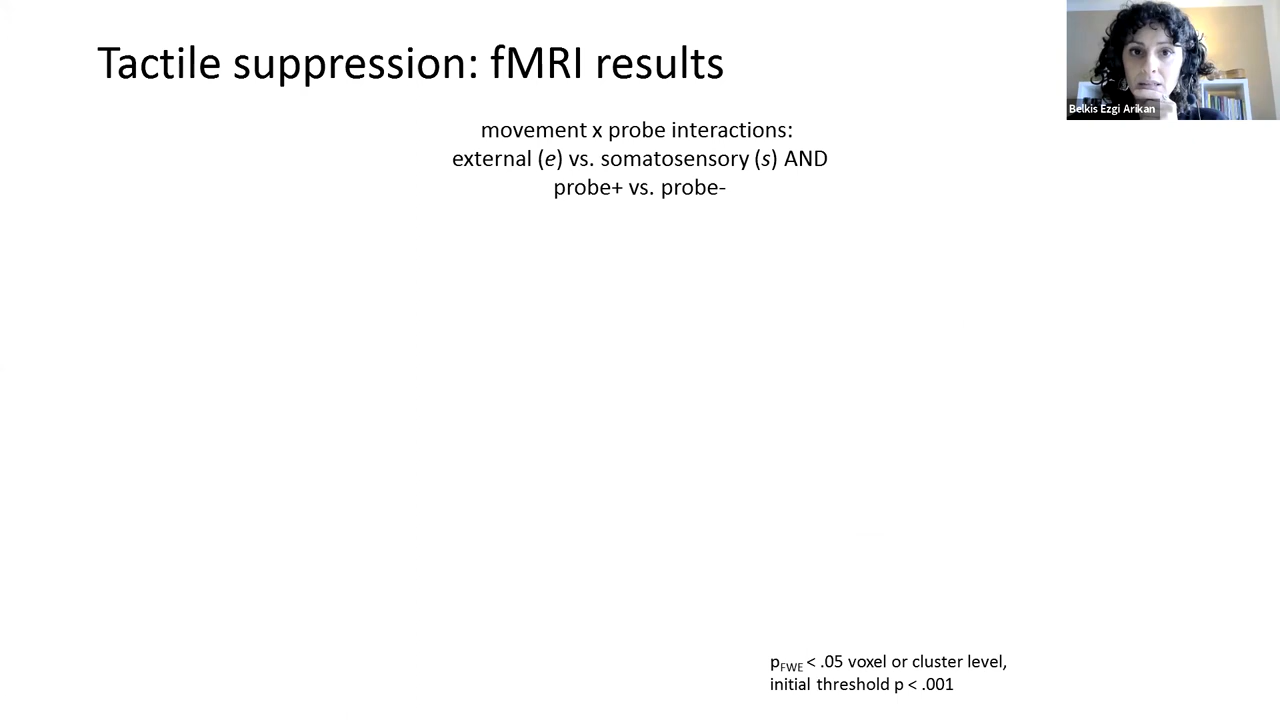 Tactile suppression: fMRI results
Belkis Ezgi Arikan
movement x probe interactions:
external (e) vs. somatosensory (s) AND
probe+ vs. probe-
pFWE < .05 voxel or cluster level,
initial threshold p < .001